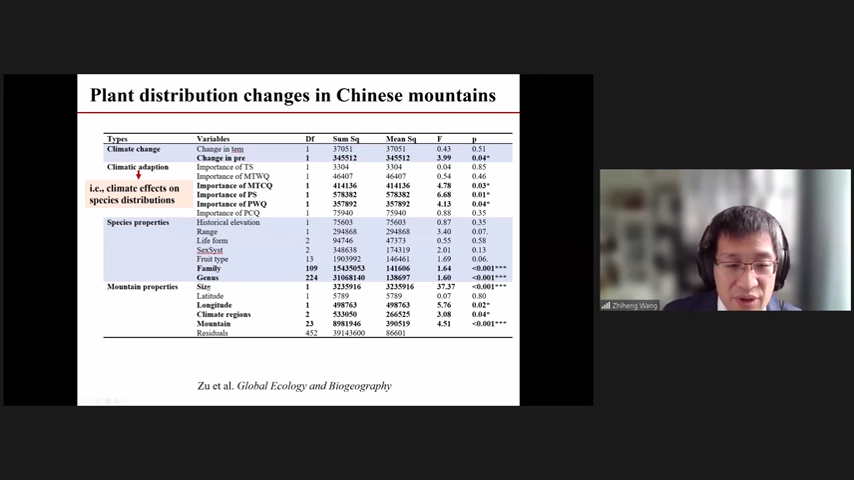 Plant distribution changes in Chinese mountains
Types Variables Df Sum Sq Mean Sq F p
Climate change Change in tem 1 37051 37051 0.43 0.51
Change in pre 1 345512 345512 3.99 0.04*
Climatic adaption Importance of TS 1 3304 3304 0.04 0.85
Importance of MTWQ 1 46407 46407 0.54 0.46
i.e., climate effects on
species distributions
Importance of MTCQ 1 414136 414136 4.78 0.03*
Importance of PS 1 578382 578382 6.68 0.01*
Importance of PWQ 1 357892 357892 4.13 0.04*
Importance of PCQ 1 75940 75940 0.88 0.35
Species properties Historical elevation 1 75603 75603 0.87 0.35
Range 1 294868 294868 3.40 0.07.
Life form 2 94746 47373 0.55 0.58
SexSyst 2 348638 174319 2.01 0.13
Fruit type 13 1903992 146461 1.69 0.06.
Family 109 15435053 141606 1.64 <0.001***
Genus 224 31068140 138697 1.60 <0.001***
Mountain properties Size 1 3235916 3235916 37.37 <0.001***
Latitude 1 5789 5789 0.07 0.80
Longitude 1 498763 498763 5.76 0.02*
Climate regions 2 533050 266525 3.08 0.04*
Mountain 23 8981946 390519 4.51 <0.001***
Residuals 452 39143600 86601
Zu et al. Global Ecology and Biogeography
Zhiheng Wang